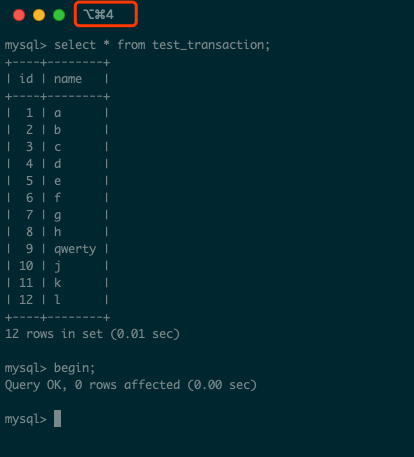 ⌥⌘4
mysql> select * from test_transaction;
+----+--------+
| id | name   |
+----+--------+
|  1 | a      |
|  2 | b      |
|  3 | c      |
|  4 | d      |
|  5 | e      |
|  6 | f      |
|  7 | g      |
|  8 | h      |
|  9 | qwerty |
| 10 | j      |
| 11 | k      |
| 12 | l      |
+----+--------+
12 rows in set (0.01 sec)
mysql> begin;
Query OK, 0 rows affected (0.00 sec)
mysql>